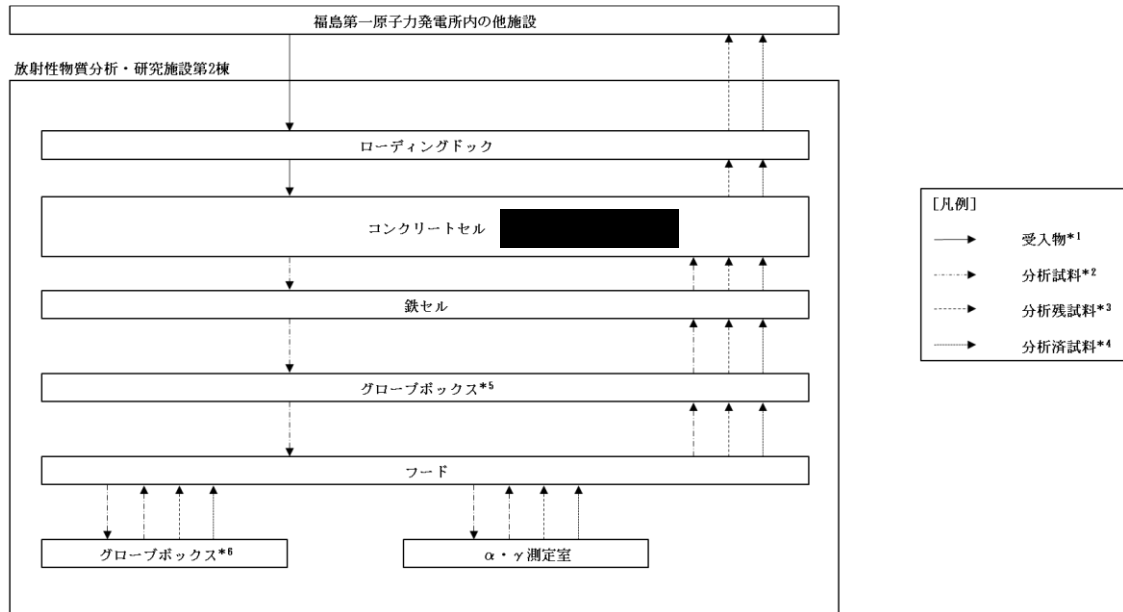 福島第一原子力発電所内の他施設
放射性物質分析・研究施設第2棟
ローディングドック
コンクリートセル
鉄セル
グローブボックス*5
フード
グローブボックス*6
α・γ測定室
[凡例]
受入物*1
分析試料*2
分析残試料*3
分析済試料*4